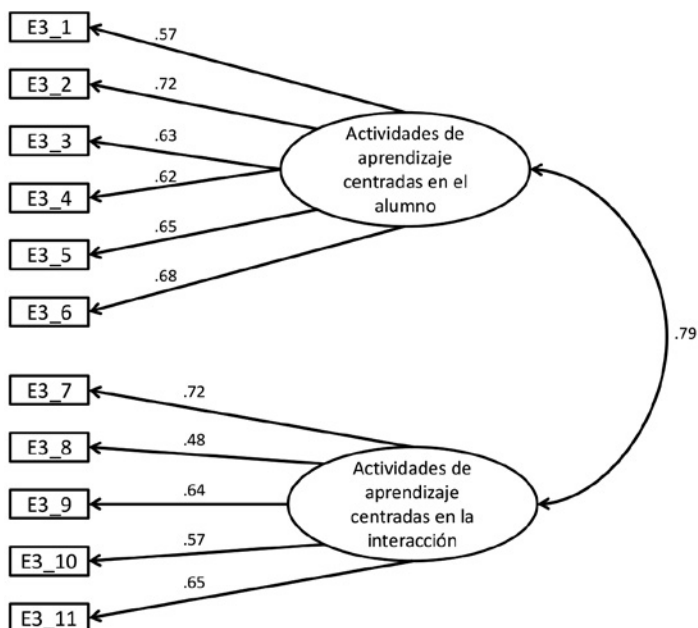 E3_1
.57
E3_2
.72
E3_3
.63
E3_4
.62
E3_5
.65
E3_6
.68
Actividades de
aprendizaje
centradas en el
alumno
.79
E3_7
.72
E3_8
.48
E3_9
.64
E3_10
.57
E3_11
.65
Actividades de
aprendizaje
centradas en la
interacción